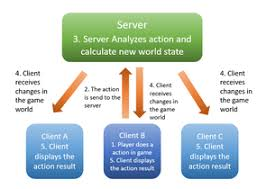 Server
3. Server Analyzes action and
calculate new world state
4. Client
receives
changes in
the game
world
2. The action
is send to the
server
4. Client
receives
changes in
the game
world
4. Client
receives
changes
in the
game
world
Client A
5. Client
displays the
action result
Client B
1. Player does a
action in game
5. Client displays
the action result
Client C
5. Client
displays the
action result